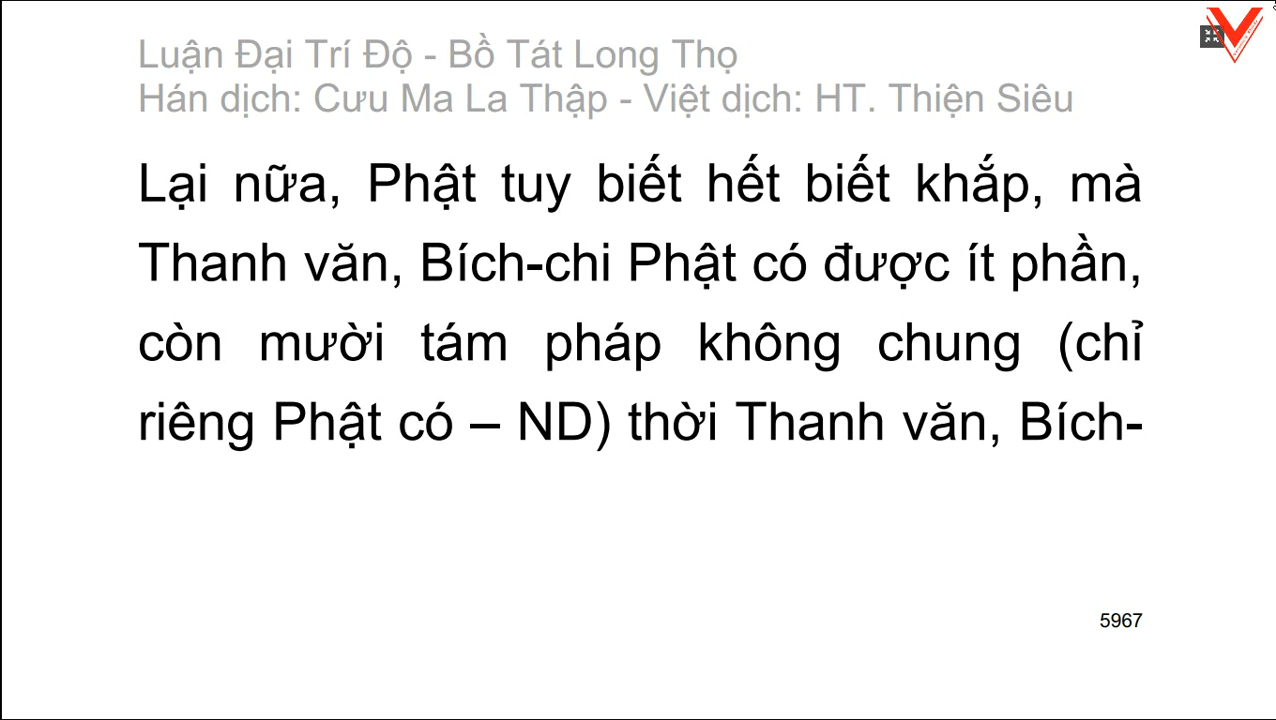 Luận Đại Trí Độ - Bồ Tát Long Thọ
Hán dịch: Cưu Ma La Thập - Việt dịch: HT. Thiện Siêu
Lại nữa, Phật tuy biết hết biết khắp, mà
Thanh văn, Bích-chi Phật có được ít phần,
còn mười tám pháp không chung (chỉ
riêng Phật có – ND) thời Thanh văn, Bích-
5967